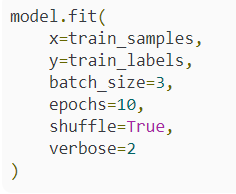 model.fit(
    x=train_samples,
    y=train_labels,
    batch_size=3,
    epochs=10,
    shuffle=True,
    verbose=2
)